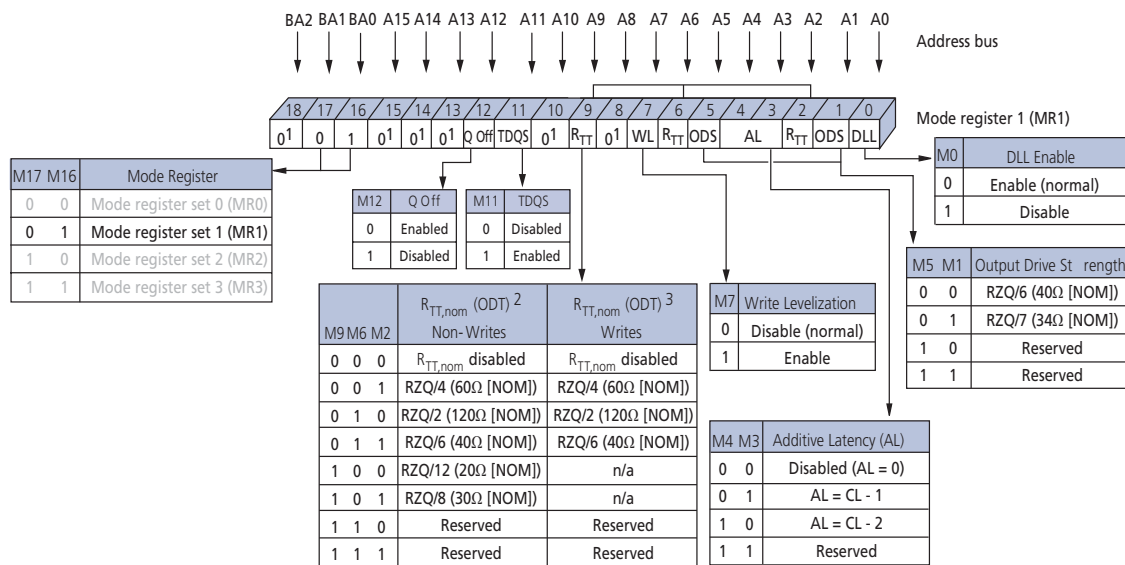 BA2 BA1 BA0 A15 A14 A13 A12 A11 A10 A9 A8 A7 A6 A5 A4 A3 A2 A1 A0
Address bus
18 17 16 15 14 13 12 11 10 9 8 7 6 5 4 3 2 1 0
Mode register 1 (MR1)
0¹ 0 1 0¹ 0¹ 0¹ Q Off TDQS 0¹ RTT 0¹ WL RTT ODS AL RTT ODS DLL
M17 M16 Mode Register
0 0 Mode register set 0 (MR0)
0 1 Mode register set 1 (MR1)
1 0 Mode register set 2 (MR2)
1 1 Mode register set 3 (MR3)
M12 Q Off
0 Enabled
1 Disabled
M11 TDQS
0 Disabled
1 Enabled
M0 DLL Enable
0 Enable (normal)
1 Disable
M5 M1 Output Drive St rength
0 0 RZQ/6 (40Ω [NOM])
0 1 RZQ/7 (34Ω [NOM])
1 0 Reserved
1 1 Reserved
M9 M6 M2 RTT,nom (ODT) 2 Non-Writes RTT,nom (ODT) 3 Writes
0 0 0 RTT,nom disabled RTT,nom disabled
0 0 1 RZQ/4 (60Ω [NOM]) RZQ/4 (60Ω [NOM])
0 1 0 RZQ/2 (120Ω [NOM]) RZQ/2 (120Ω [NOM])
0 1 1 RZQ/6 (40Ω [NOM]) RZQ/6 (40Ω [NOM])
1 0 0 RZQ/12 (20Ω [NOM]) n/a
1 0 1 RZQ/8 (30Ω [NOM]) n/a
1 1 0 Reserved Reserved
1 1 1 Reserved Reserved
M7 Write Levelization
0 Disable (normal)
1 Enable
M4 M3 Additive Latency (AL)
0 0 Disabled (AL = 0)
0 1 AL = CL - 1
1 0 AL = CL - 2
1 1 Reserved